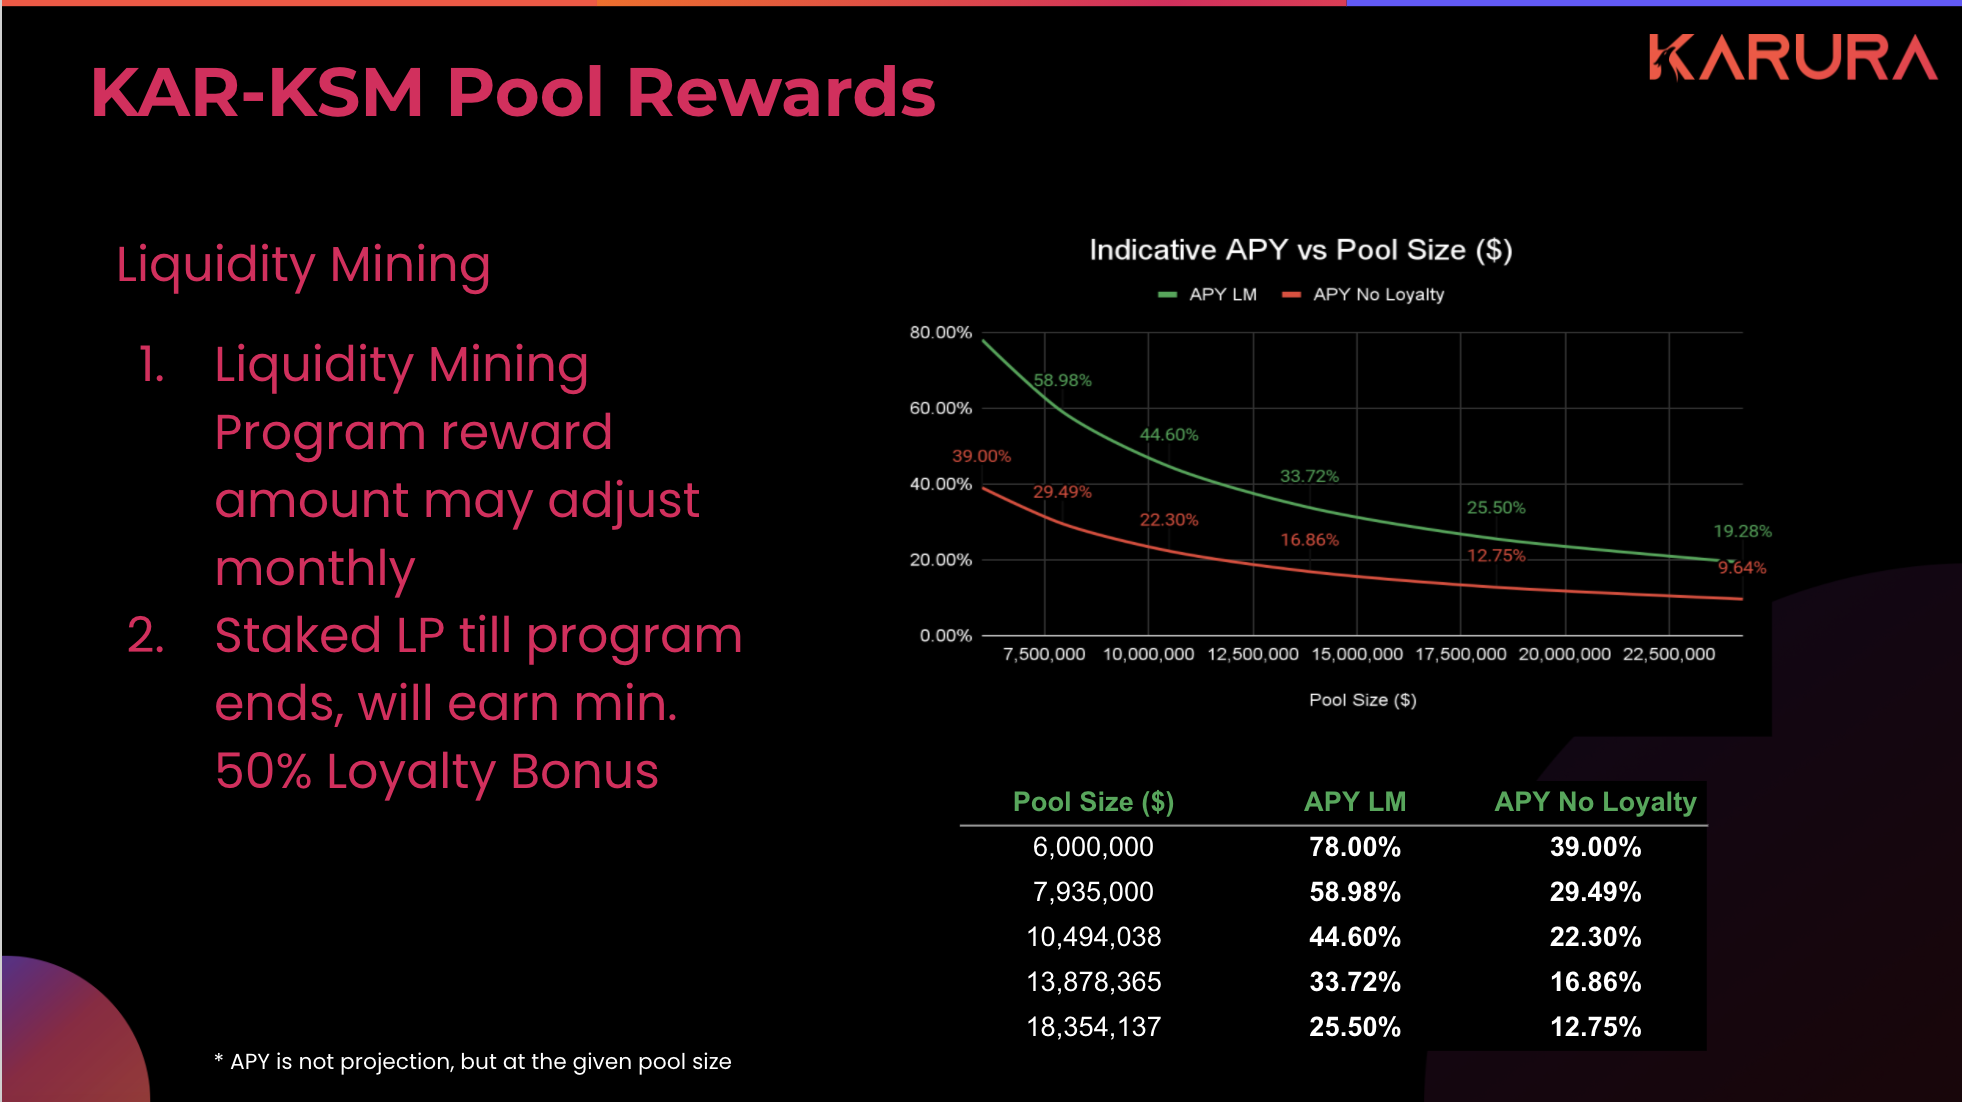 KARURA
KAR-KSM Pool Rewards
Liquidity Mining
1. Liquidity Mining
Program reward
amount may adjust
monthly
2. Staked LP till program
ends, will earn min.
50% Loyalty Bonus
* APY is not projection, but at the given pool size
Indicative APY vs Pool Size ($)
APY LM APY No Loyalty
80.00%
60.00%
40.00%
20.00%
0.00%
58.98%
44.60%
33.72%
25.50%
19.28%
39.00%
29.49%
22.30%
16.86%
12.75%
9.64%
7,500,000 10,000,000 12,500,000 15,000,000 17,500,000 20,000,000 22,500,000
Pool Size ($)
Pool Size ($) APY LM APY No Loyalty
6,000,000 78.00% 39.00%
7,935,000 58.98% 29.49%
10,494,038 44.60% 22.30%
13,878,365 33.72% 16.86%
18,354,137 25.50% 12.75%